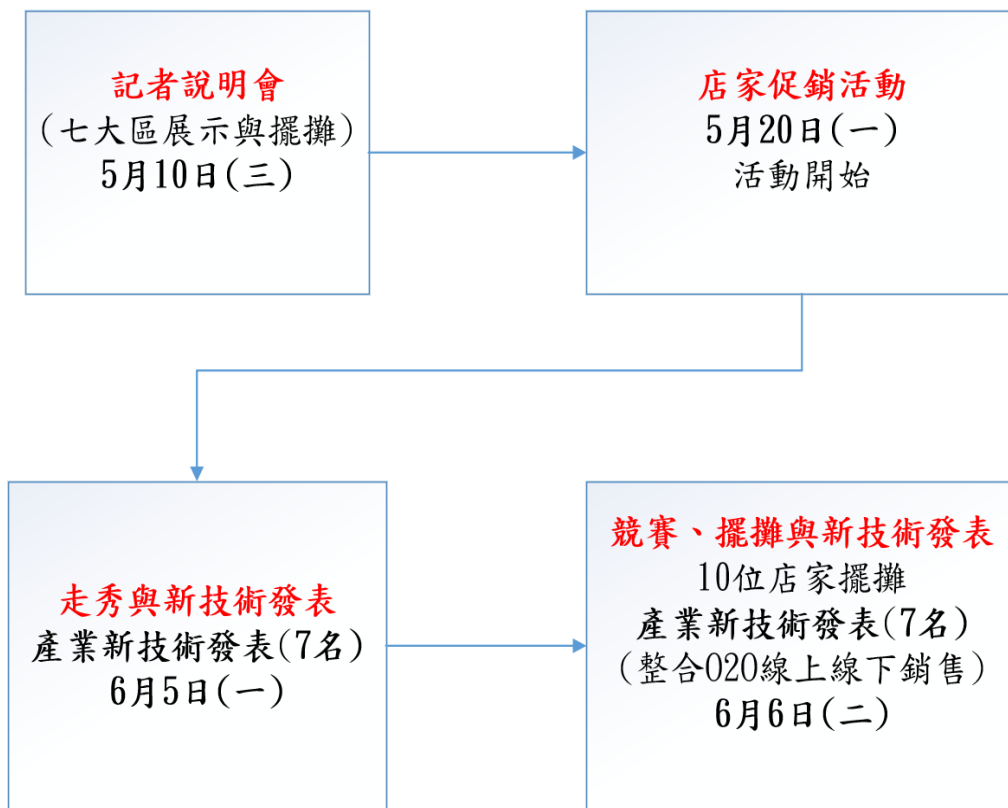 記者說明會
(七大區展示與擺攤)
5月10日(三)
店家促銷活動
5月20日(一)
活動開始
走秀與新技術發表
產業新技術發表(7名)
6月5日(一)
競賽、擺攤與新技術發表
10位店家擺攤
產業新技術發表(7名)
(整合O2O線上線下銷售)
6月6日(二)